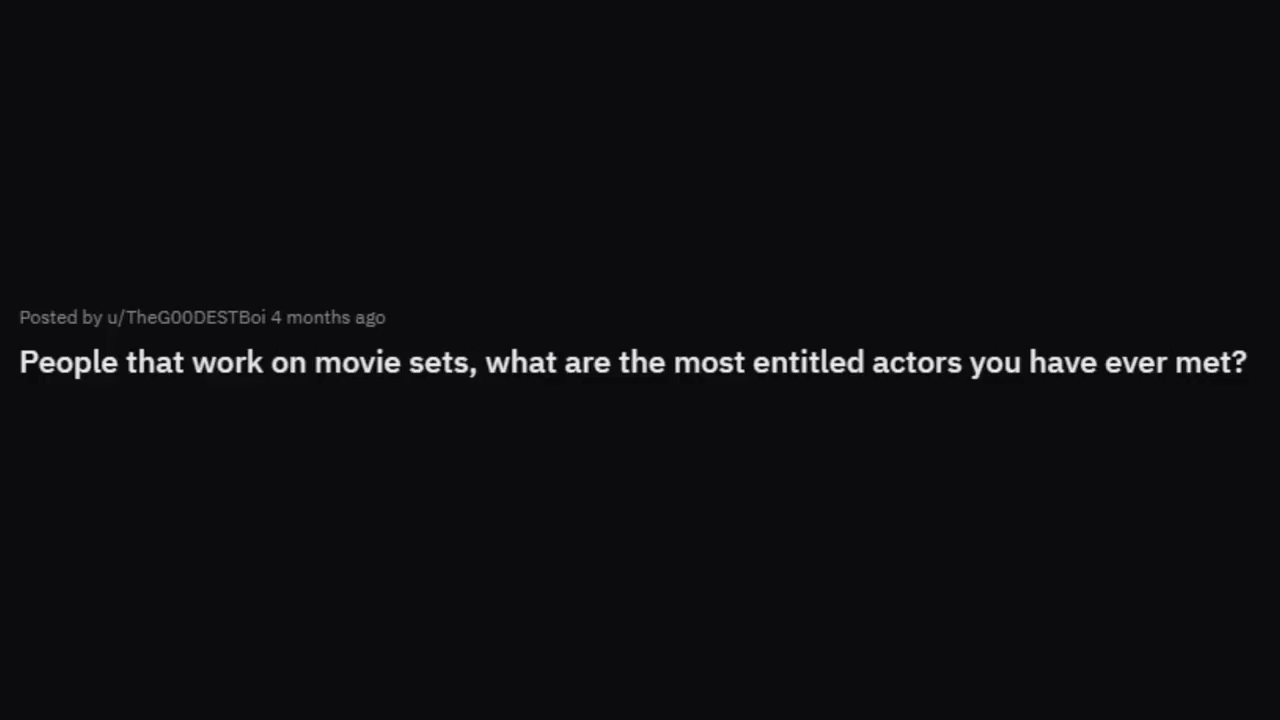 Posted by u/TheG00DESTBoi 4 months ago
People that work on movie sets, what are the most entitled actors you have ever met?